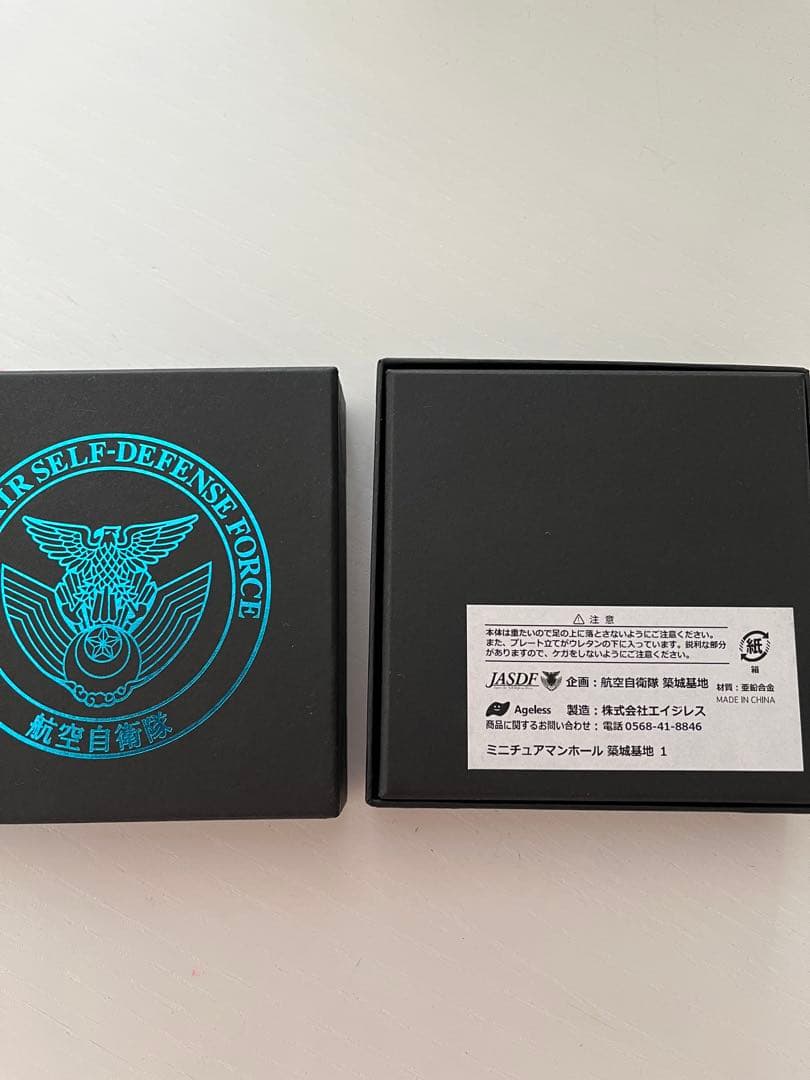 AIR SELF-DEFENSE FORCE
航空自衛隊
⚠ 注 意
本体は重たいので足の上に落とさないようにご注意ください。
また、プレート立てがウレタンの下に入っています。鋭利な部分
がありますので、ケガをしないようにご注意ください。
紙
箱
JASDF 企画：航空自衛隊 築城基地
材質：亜鉛合金
MADE IN CHINA
Ageless 製造：株式会社エイジレス
商品に関するお問い合わせ：電話 0568-41-8846
ミニチュアマンホール 築城基地 1